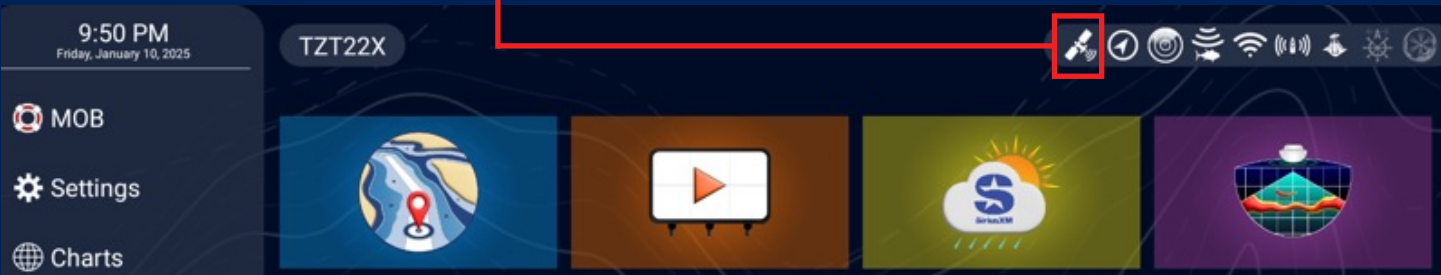 9:50 PM
Friday, January 10, 2025
TZT22X
MOB
Settings
Charts
S
SiriusXM
A